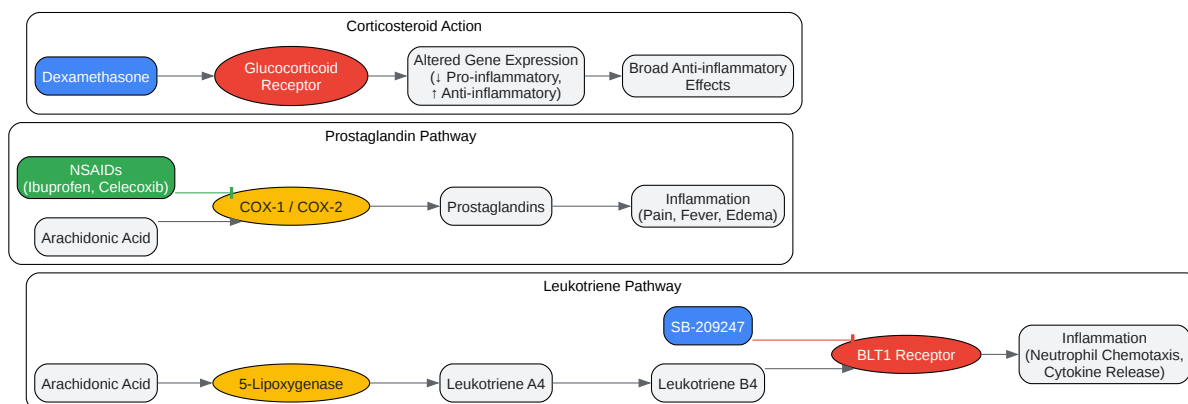 Corticosteroid Action
Dexamethasone
Glucocorticoid
Receptor
Altered Gene Expression
(↓ Pro-inflammatory,
↑ Anti-inflammatory)
Broad Anti-inflammatory
Effects
Prostaglandin Pathway
NSAIDs
(Ibuprofen, Celecoxib)
Arachidonic Acid
COX-1 / COX-2
Prostaglandins
Inflammation
(Pain, Fever, Edema)
Leukotriene Pathway
SB-209247
Arachidonic Acid
5-Lipoxygenase
Leukotriene A4
Leukotriene B4
BLT1 Receptor
Inflammation
(Neutrophil Chemotaxis,
Cytokine Release)